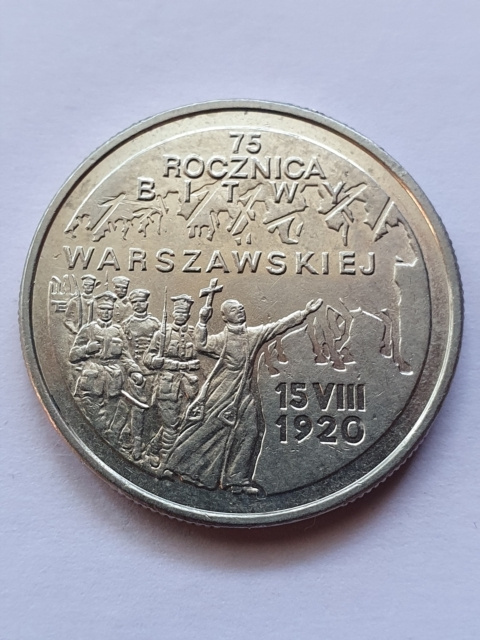 75
ROCZNICA
BITWY
WARSZAWSKIEJ
15 VIII
1920